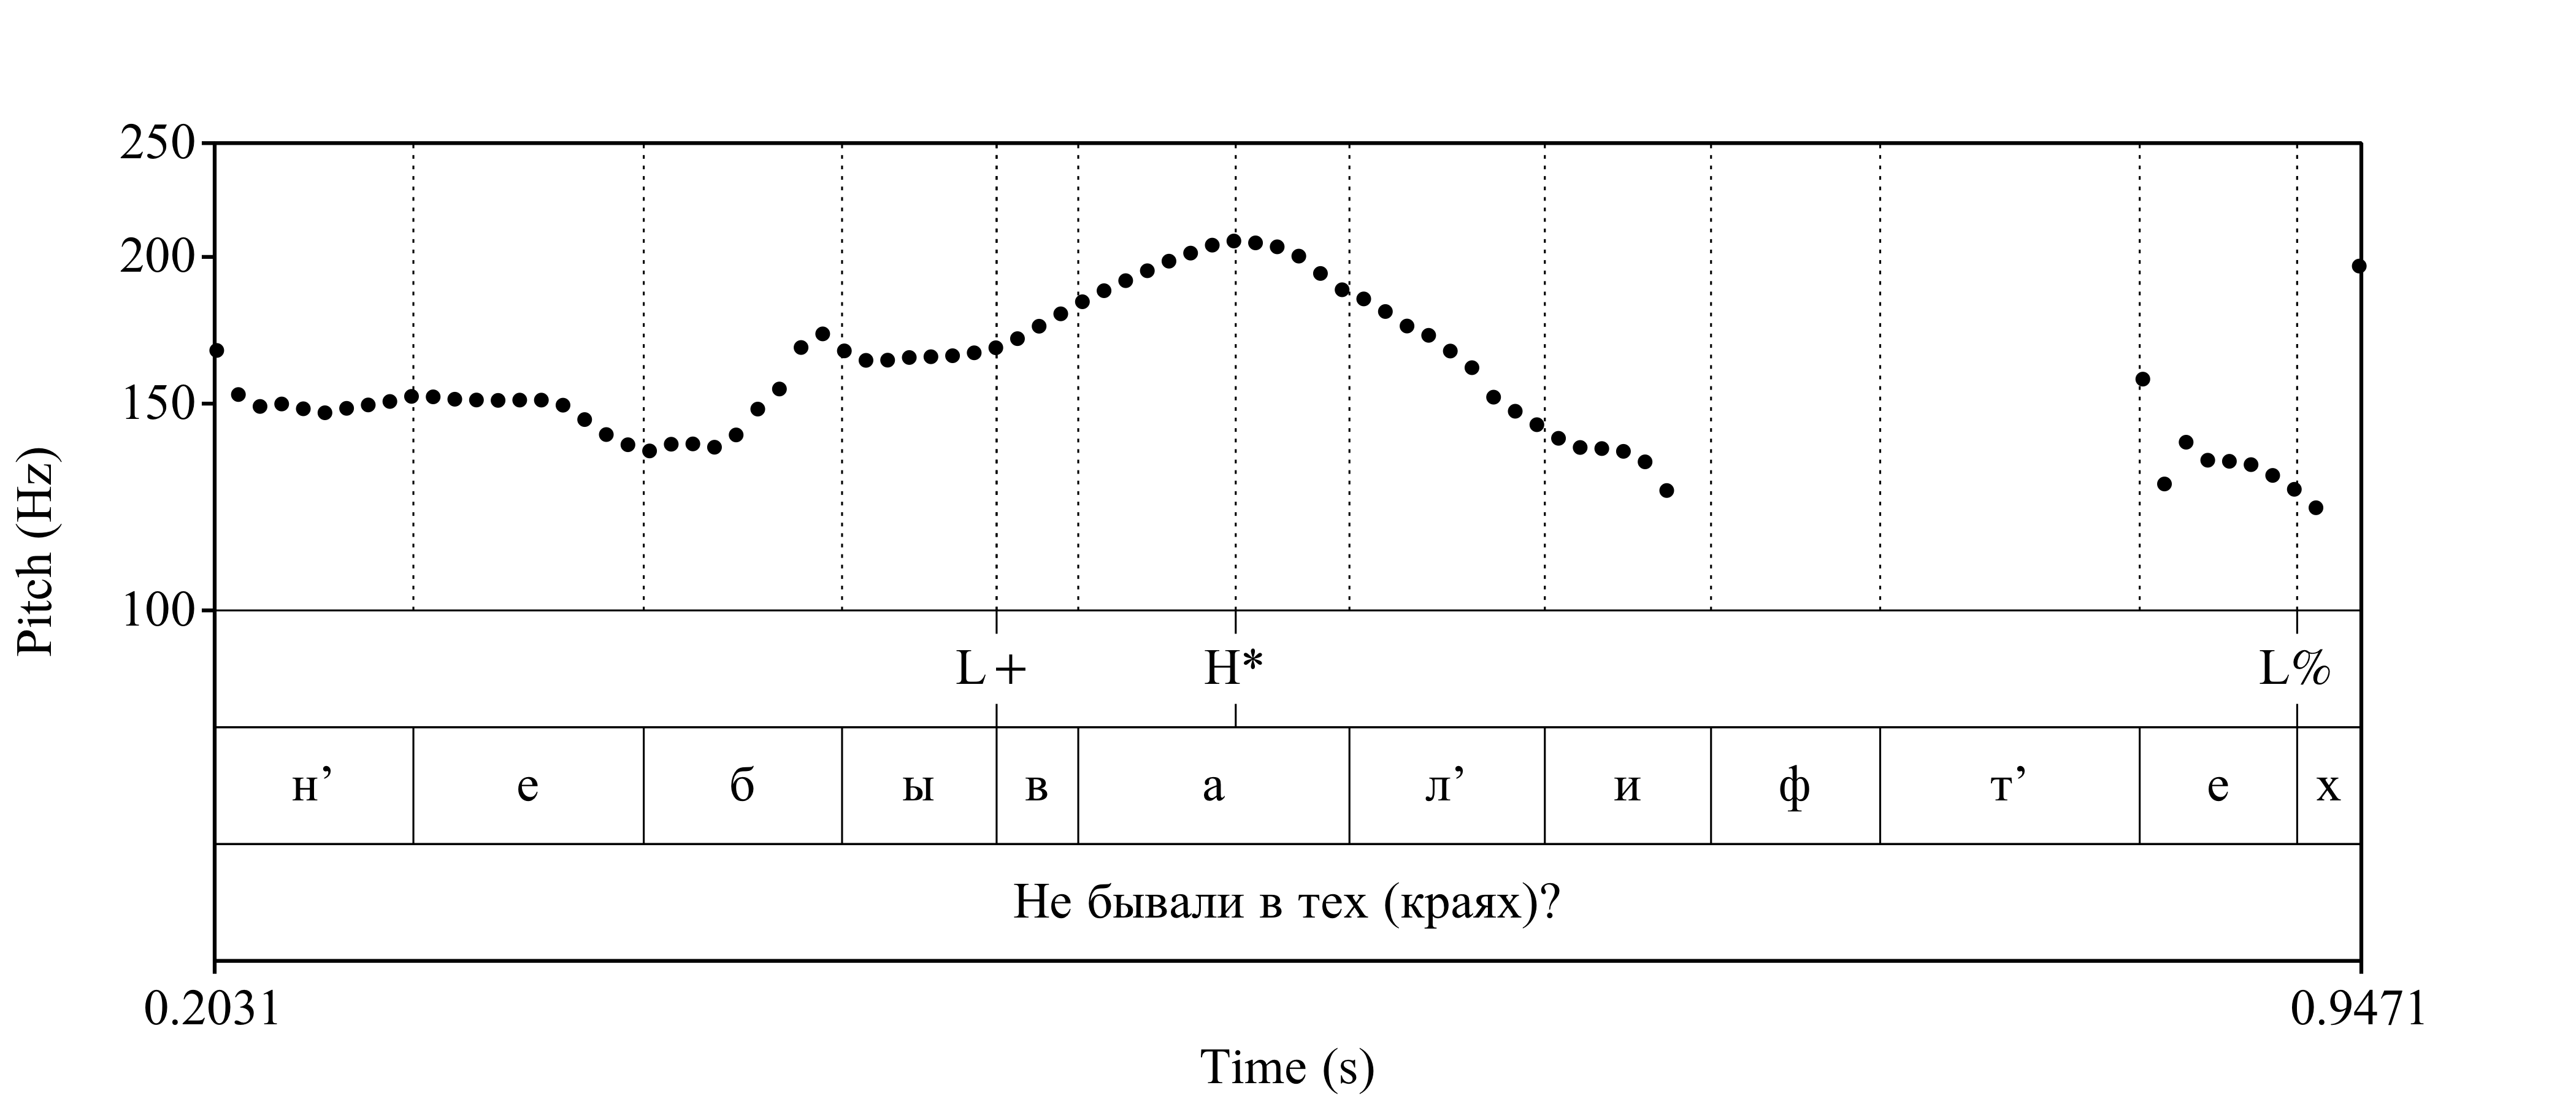 250
200
150
100
Pitch (Hz)
L+ H* L%
н’ е б ы в а л’ и ф т’ е х
Не бывали в тех (краях)?
0.2031 0.9471
Time (s)